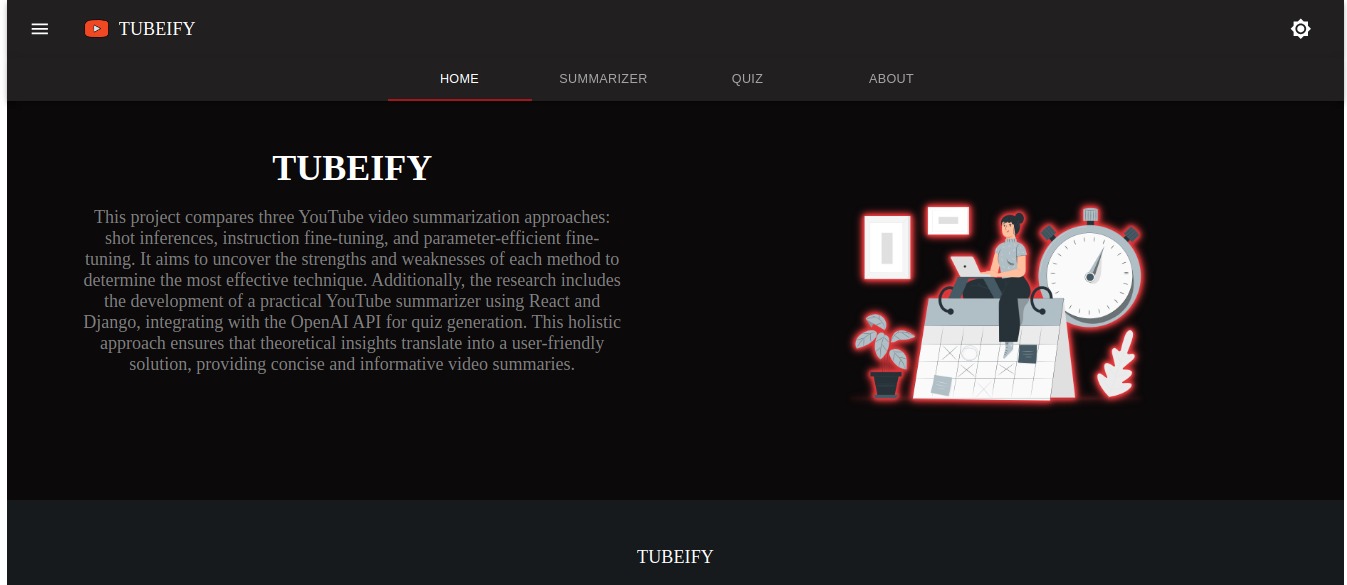 TUBEIFY
HOME
SUMMARIZER
QUIZ
ABOUT
TUBEIFY
This project compares three YouTube video summarization approaches:
shot inferences, instruction fine-tuning, and parameter-efficient fine-
tuning. It aims to uncover the strengths and weaknesses of each method to
determine the most effective technique. Additionally, the research includes
the development of a practical YouTube summarizer using React and
Django, integrating with the OpenAI API for quiz generation. This holistic
approach ensures that theoretical insights translate into a user-friendly
solution, providing concise and informative video summaries.
TUBEIFY